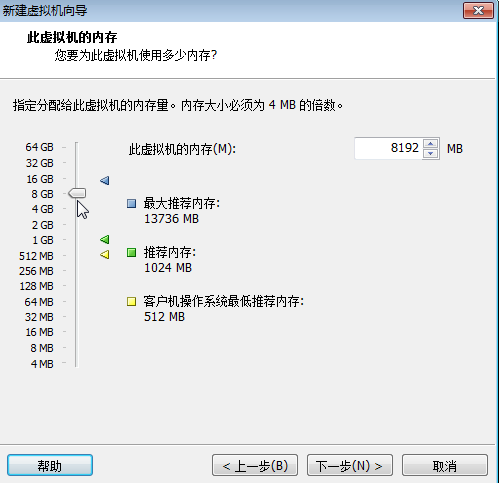 新建虚拟机向导
此虚拟机的内存
您要为此虚拟机使用多少内存?
指定分配给此虚拟机的内存量。内存大小必须为 4 MB 的倍数。
64 GB
32 GB
16 GB
8 GB
4 GB
2 GB
1 GB
512 MB
256 MB
128 MB
64 MB
32 MB
16 MB
8 MB
4 MB
此虚拟机的内存(M): 8192 MB
最大推荐内存:
13736 MB
推荐内存:
1024 MB
客户机操作系统最低推荐内存:
512 MB
帮助 < 上一步(B) 下一步(N) > 取消